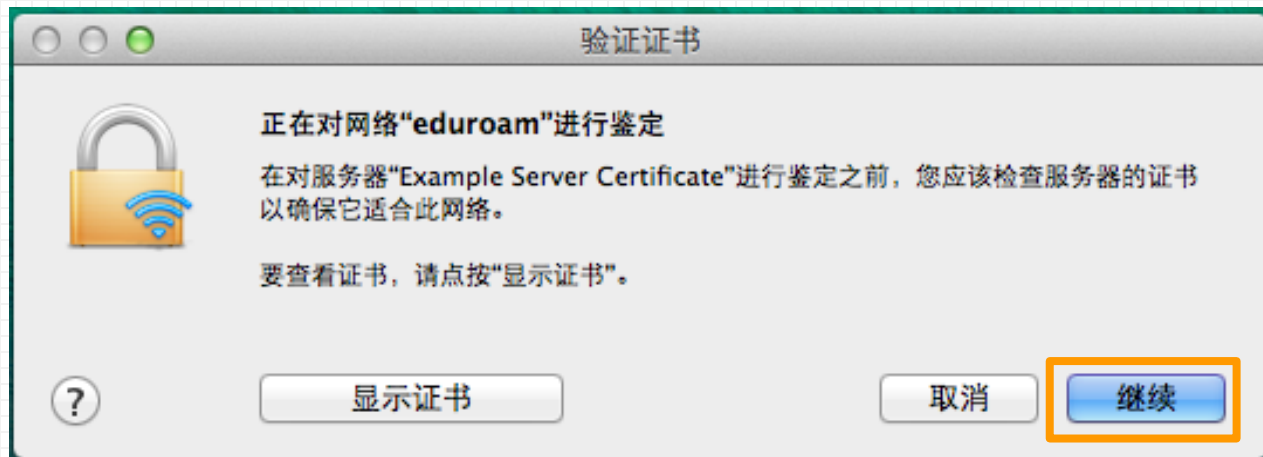 验证证书
正在对网络“eduroam”进行鉴定
在对服务器“Example Server Certificate”进行鉴定之前，您应该检查服务器的证书
以确保它适合此网络。
要查看证书，请点按“显示证书”。
?
显示证书
取消
继续